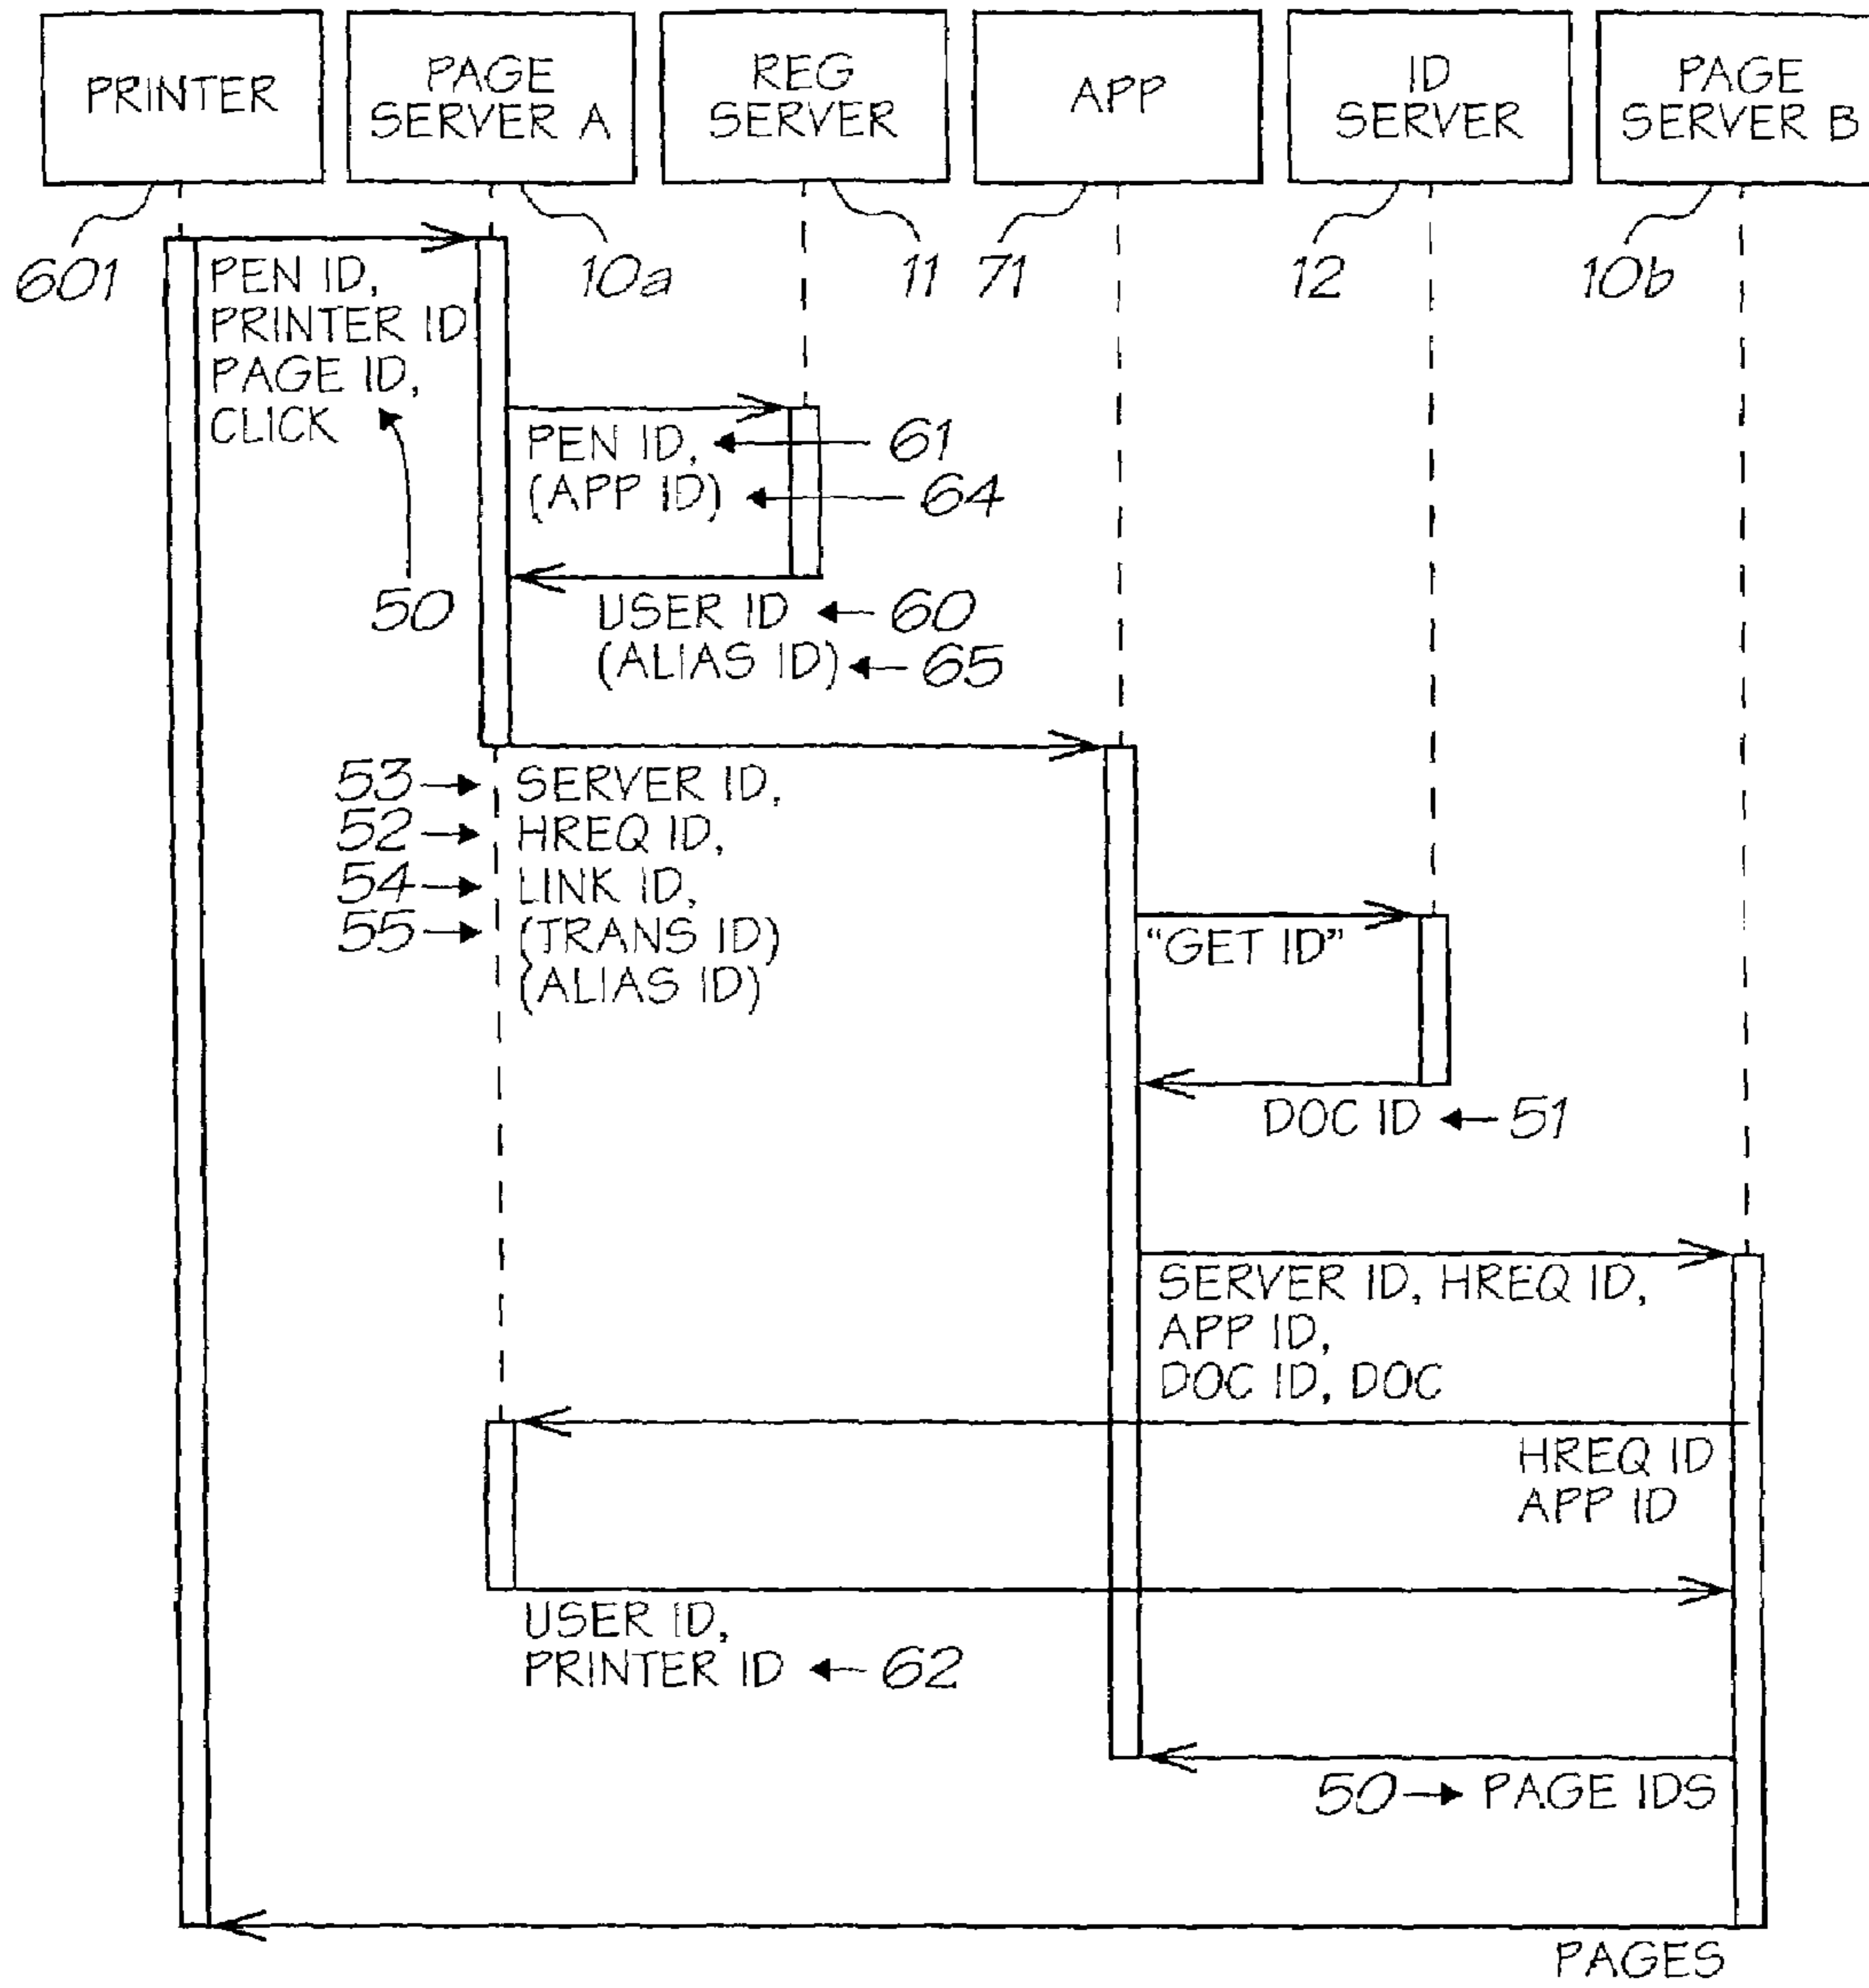 PRINTER
PAGE
SERVER A
REG
SERVER
APP
ID
SERVER
PAGE
SERVER B
601
10a
11
71
12
10b
PEN ID,
PRINTER ID
PAGE ID,
CLICK
50
PEN ID,
61
(APP ID)
64
USER ID
60
(ALIAS ID)
65
53
SERVER ID,
52
HREQ ID,
54
LINK ID,
55
(TRANS ID)
(ALIAS ID)
"GET ID"
DOC ID
51
SERVER ID, HREQ ID,
APP ID,
DOC ID, DOC
HREQ ID
APP ID
USER ID,
PRINTER ID
62
50
PAGE IDS
PAGES